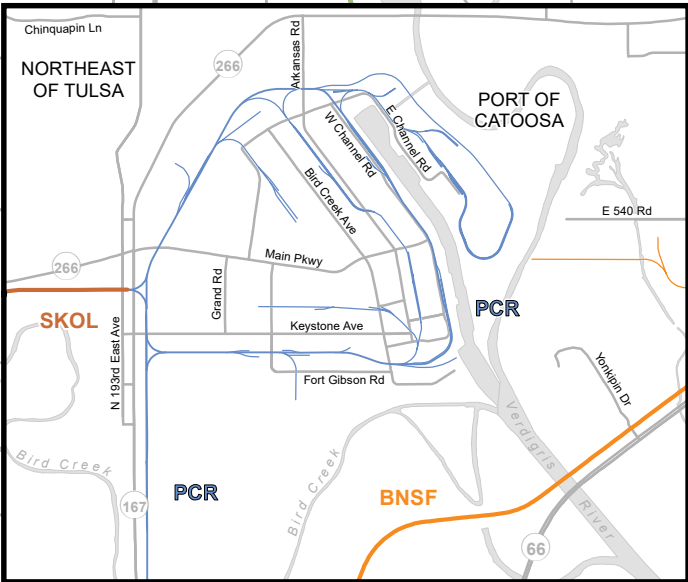 Chinquapin Ln
NORTHEAST
OF TULSA
266
Arkansas Rd
PORT OF
CATOOSA
E Channel Rd
W Channel Rd
Bird Creek Ave
E 540 Rd
266
Main Pkwy
Grand Rd
SKOL
PCR
Keystone Ave
N 193rd East Ave
Fort Gibson Rd
Yonkipin Dr
Bird Creek
Bird Creek
Verdigris
River
167
PCR
BNSF
66